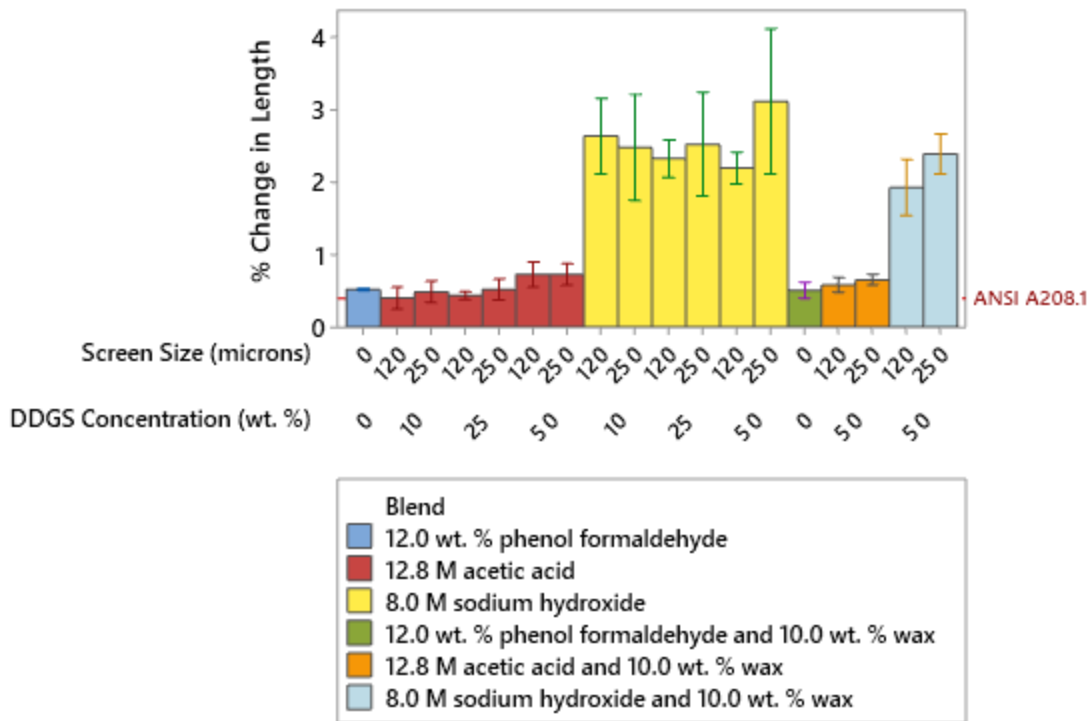 % Change in Length
4
3
2
1
0
ANSI A208.1
Screen Size (microns) 0 120 250 120 250 120 250 120 250 120 250 120 250 0 120 250 120 250
DDGS Concentration (wt. %) 0 10 25 50 10 25 50 0 50 50
Blend
12.0 wt. % phenol formaldehyde
12.8 M acetic acid
8.0 M sodium hydroxide
12.0 wt. % phenol formaldehyde and 10.0 wt. % wax
12.8 M acetic acid and 10.0 wt. % wax
8.0 M sodium hydroxide and 10.0 wt. % wax